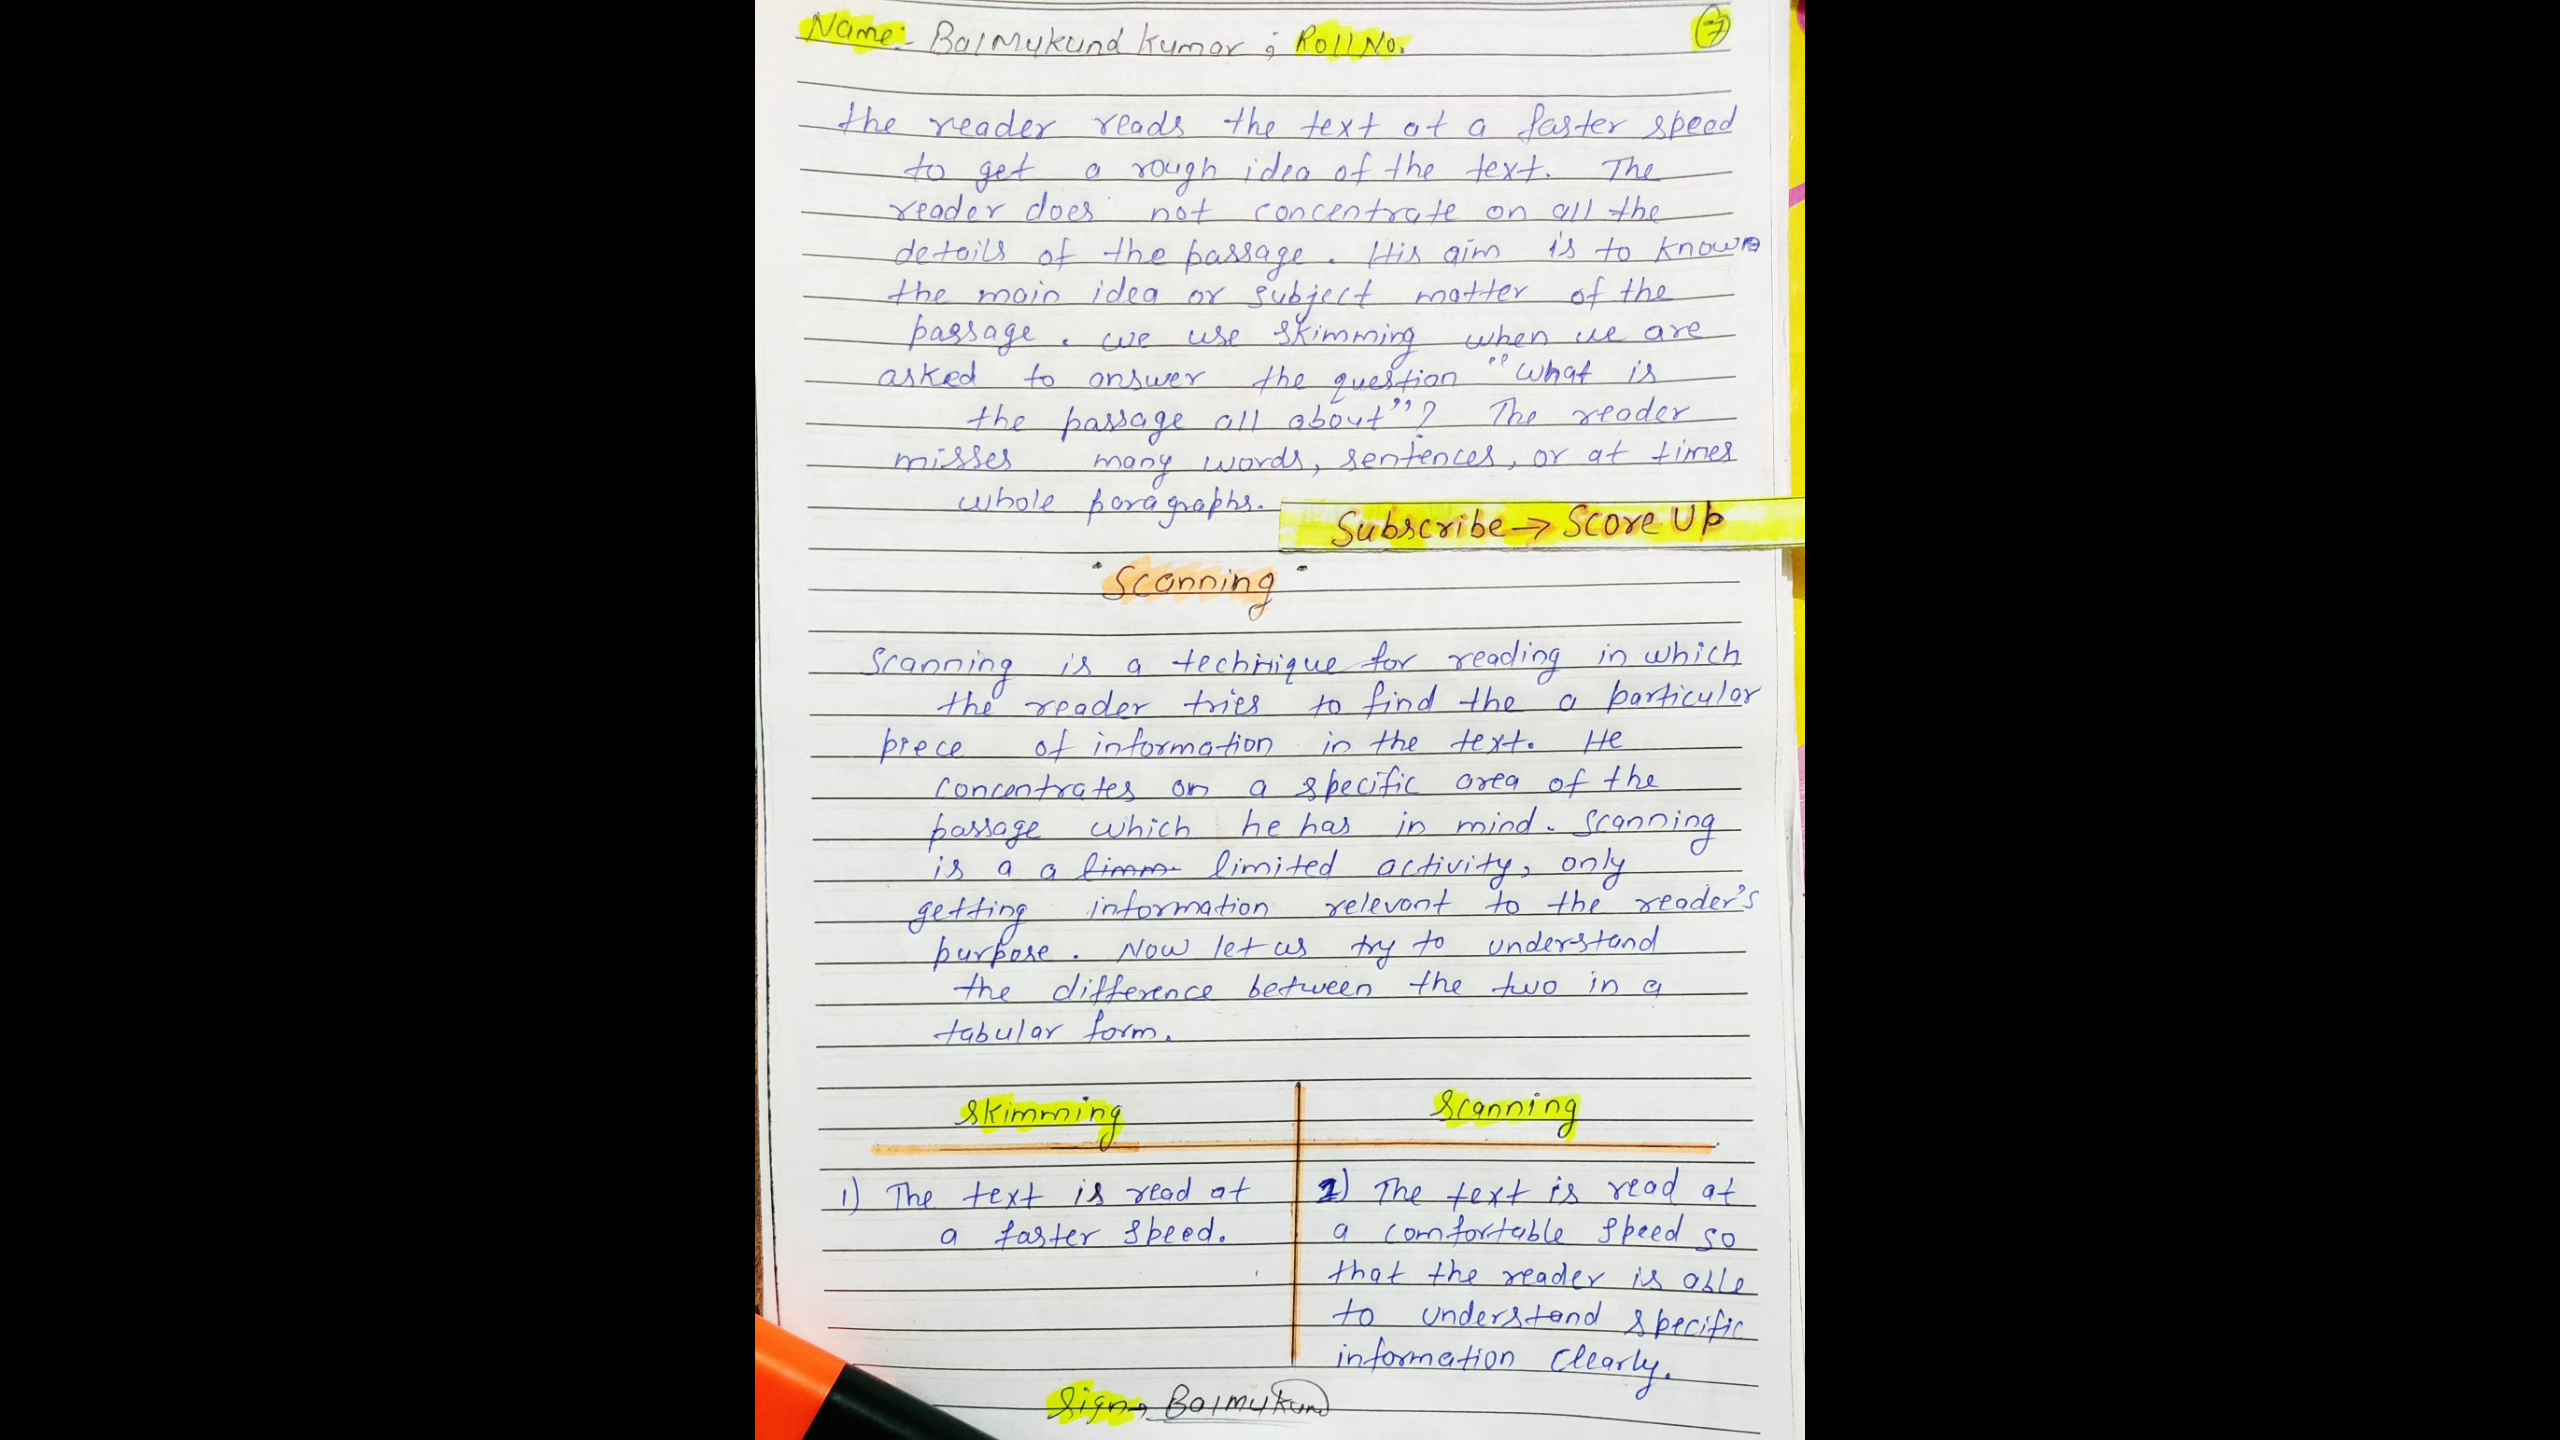 Name:- Balmukund Kumar ; Roll No.
7
the reader reads the text at a faster speed
to get a rough idea of the text. The
reader does not concentrate on all the
details of the passage. His aim is to know
the main idea or subject matter of the
passage. we use skimming when we are
asked to answer the question "what is
the passage all about"? The reader
misses many words, sentences, or at times
whole paragraphs.
Subscribe → Score Up
"Scanning"
Scanning is a technique for reading in which
the reader tries to find the a particular
piece of information in the text. He
concentrates on a specific area of the
passage which he has in mind. Scanning
is a a limm limited activity, only
getting information relevant to the reader's
purpose. Now let us try to understand
the difference between the two in a
tabular form.
Skimming
Scanning
1) The text is read at
a faster speed.
1) The text is read at
a comfortable speed so
that the reader is able
to understand specific
information clearly.
Sign→ Balmukund